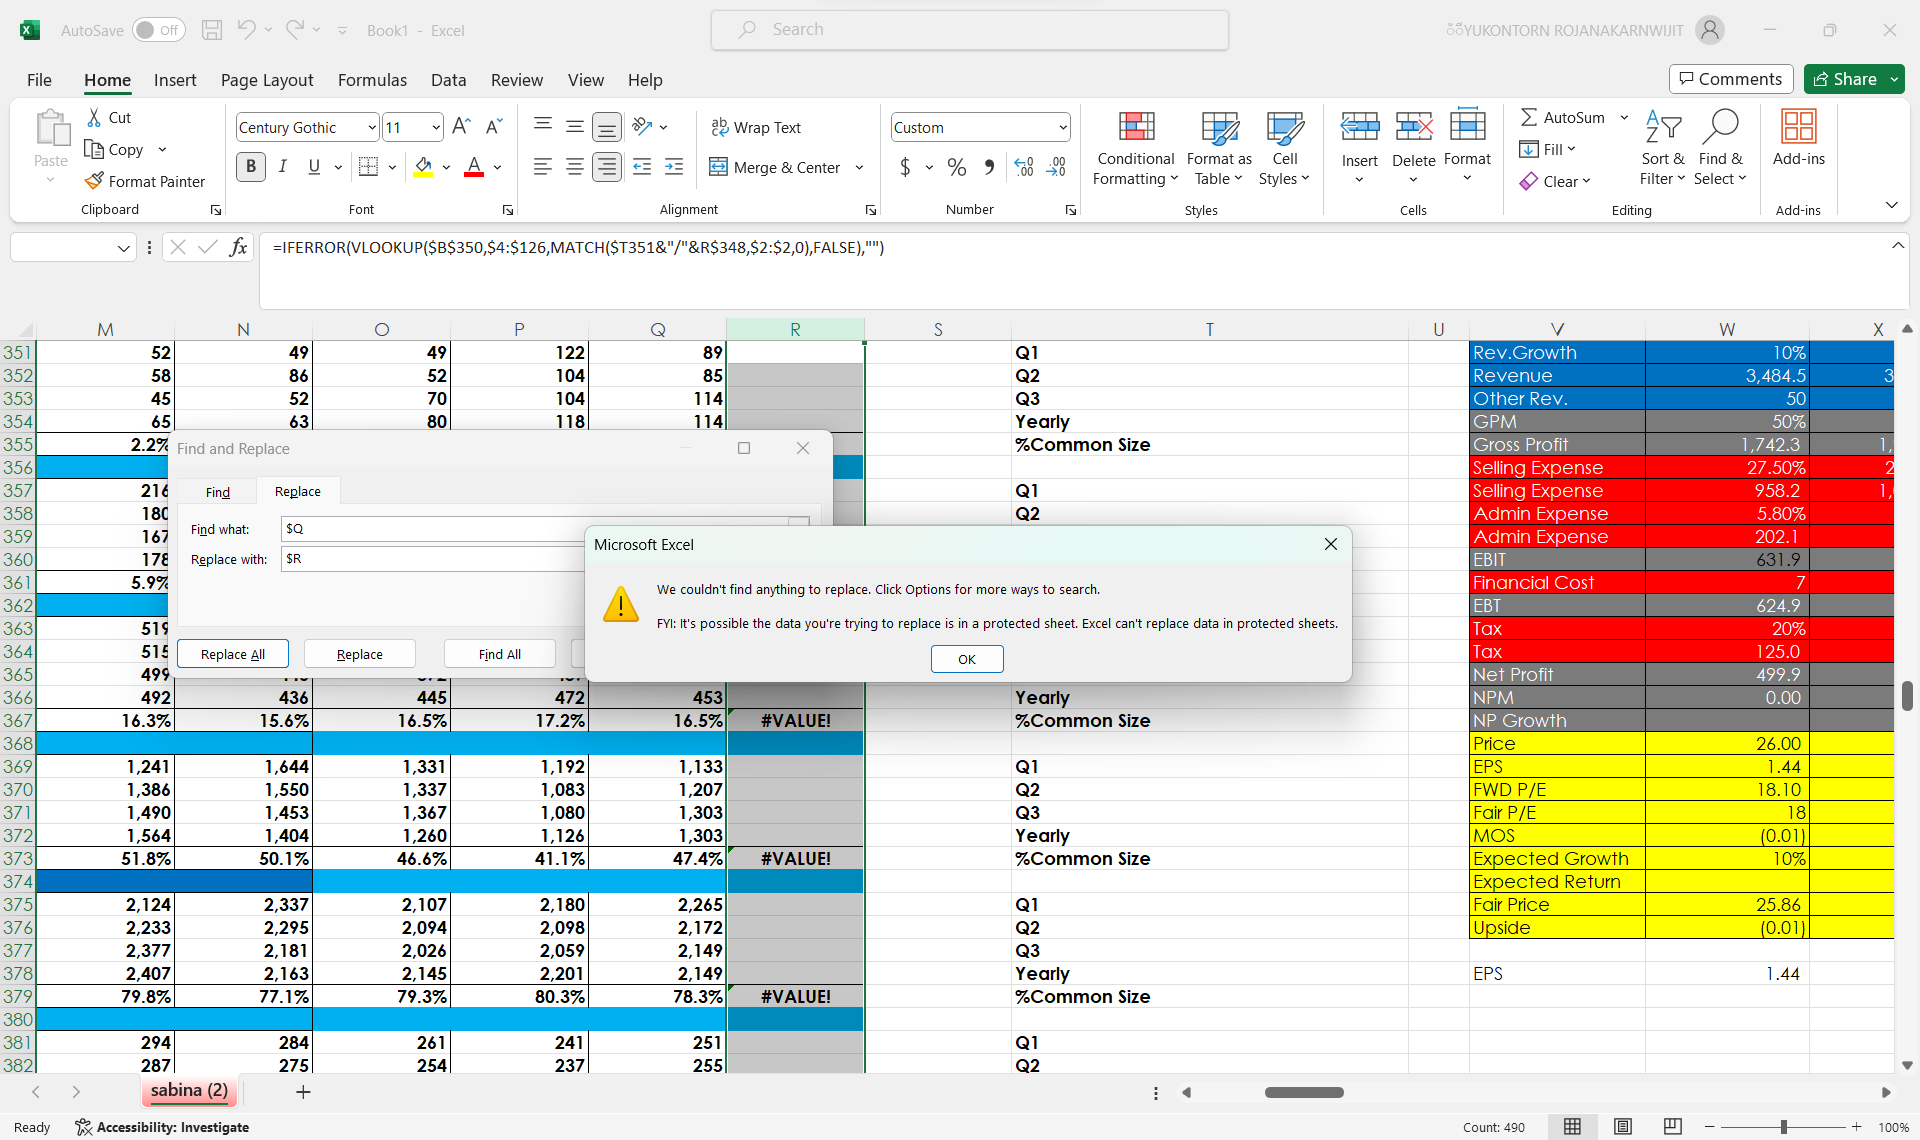 AutoSave Off Book1 - Excel Search YUKONTORN ROJANAKARNWIJIT
File Home Insert Page Layout Formulas Data Review View Help Comments Share
Paste Cut Copy Format Painter Clipboard
Century Gothic 11 B I U A Font
Wrap Text Merge & Center Alignment
Custom $ % Number
Conditional Formatting Format as Table Cell Styles Styles
Insert Delete Format Cells
AutoSum Fill Clear Sort & Filter Find & Select Editing
Add-ins Add-ins
fx =IFERROR(VLOOKUP($B$350,$4:$126,MATCH($T351&"/"&R$348,$2:$2,0),FALSE),"")
M N O P Q R S T U V W X
351 52 49 49 122 89 Q1 Rev.Growth 10%
352 58 86 52 104 85 Q2 Revenue 3,484.5 3
353 45 52 70 104 114 Q3 Other Rev. 50
354 65 63 80 118 114 Yearly GPM 50%
355 2.2% %Common Size Gross Profit 1,742.3 1,
356 Selling Expense 27.50% 2
357 216 Q1 Selling Expense 958.2 1,
358 180 Q2 Admin Expense 5.80%
359 167 Admin Expense 202.1
360 178 EBIT 631.9
361 5.9% Financial Cost 7
362 EBT 624.9
363 519 Tax 20%
364 515 Tax 125.0
365 499 Net Profit 499.9
366 492 436 445 472 453 Yearly NPM 0.00
367 16.3% 15.6% 16.5% 17.2% 16.5% #VALUE! %Common Size NP Growth
368 Price 26.00
369 1,241 1,644 1,331 1,192 1,133 Q1 EPS 1.44
370 1,386 1,550 1,337 1,083 1,207 Q2 FWD P/E 18.10
371 1,490 1,453 1,367 1,080 1,303 Q3 Fair P/E 18
372 1,564 1,404 1,260 1,126 1,303 Yearly MOS (0.01)
373 51.8% 50.1% 46.6% 41.1% 47.4% #VALUE! %Common Size Expected Growth 10%
374 Expected Return
375 2,124 2,337 2,107 2,180 2,265 Q1 Fair Price 25.86
376 2,233 2,295 2,094 2,098 2,172 Q2 Upside (0.01)
377 2,377 2,181 2,026 2,059 2,149 Q3
378 2,407 2,163 2,145 2,201 2,149 Yearly EPS 1.44
379 79.8% 77.1% 79.3% 80.3% 78.3% #VALUE! %Common Size
380
381 294 284 261 241 251 Q1
382 287 275 254 237 255 Q2
Find and Replace
Find Replace
Find what: $Q
Replace with: $R
Replace All Replace Find All
Microsoft Excel
We couldn't find anything to replace. Click Options for more ways to search.
FYI: It's possible the data you're trying to replace is in a protected sheet. Excel can't replace data in protected sheets.
OK
sabina (2)
Ready Accessibility: Investigate Count: 490 100%